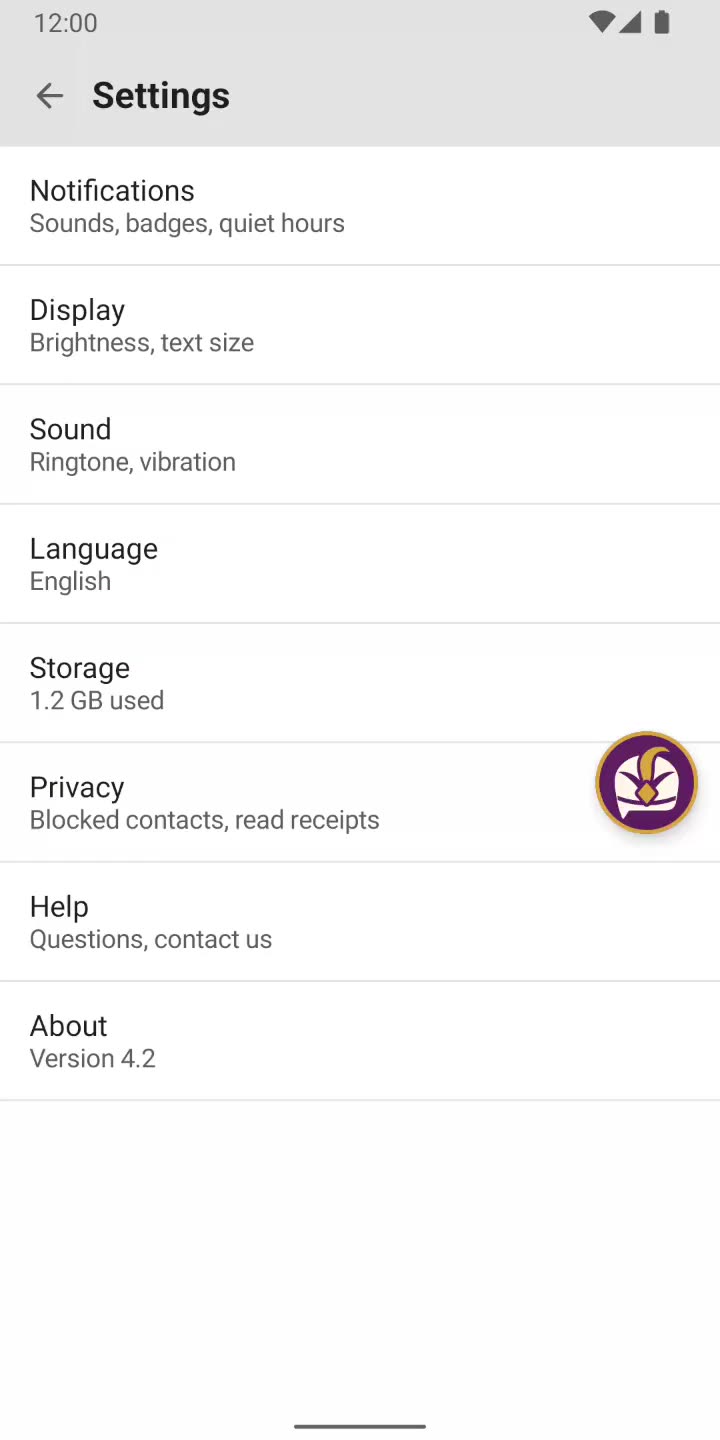 12:00
Settings
Notifications
Sounds, badges, quiet hours
Display
Brightness, text size
Sound
Ringtone, vibration
Language
English
Storage
1.2 GB used
Privacy
Blocked contacts, read receipts
Help
Questions, contact us
About
Version 4.2